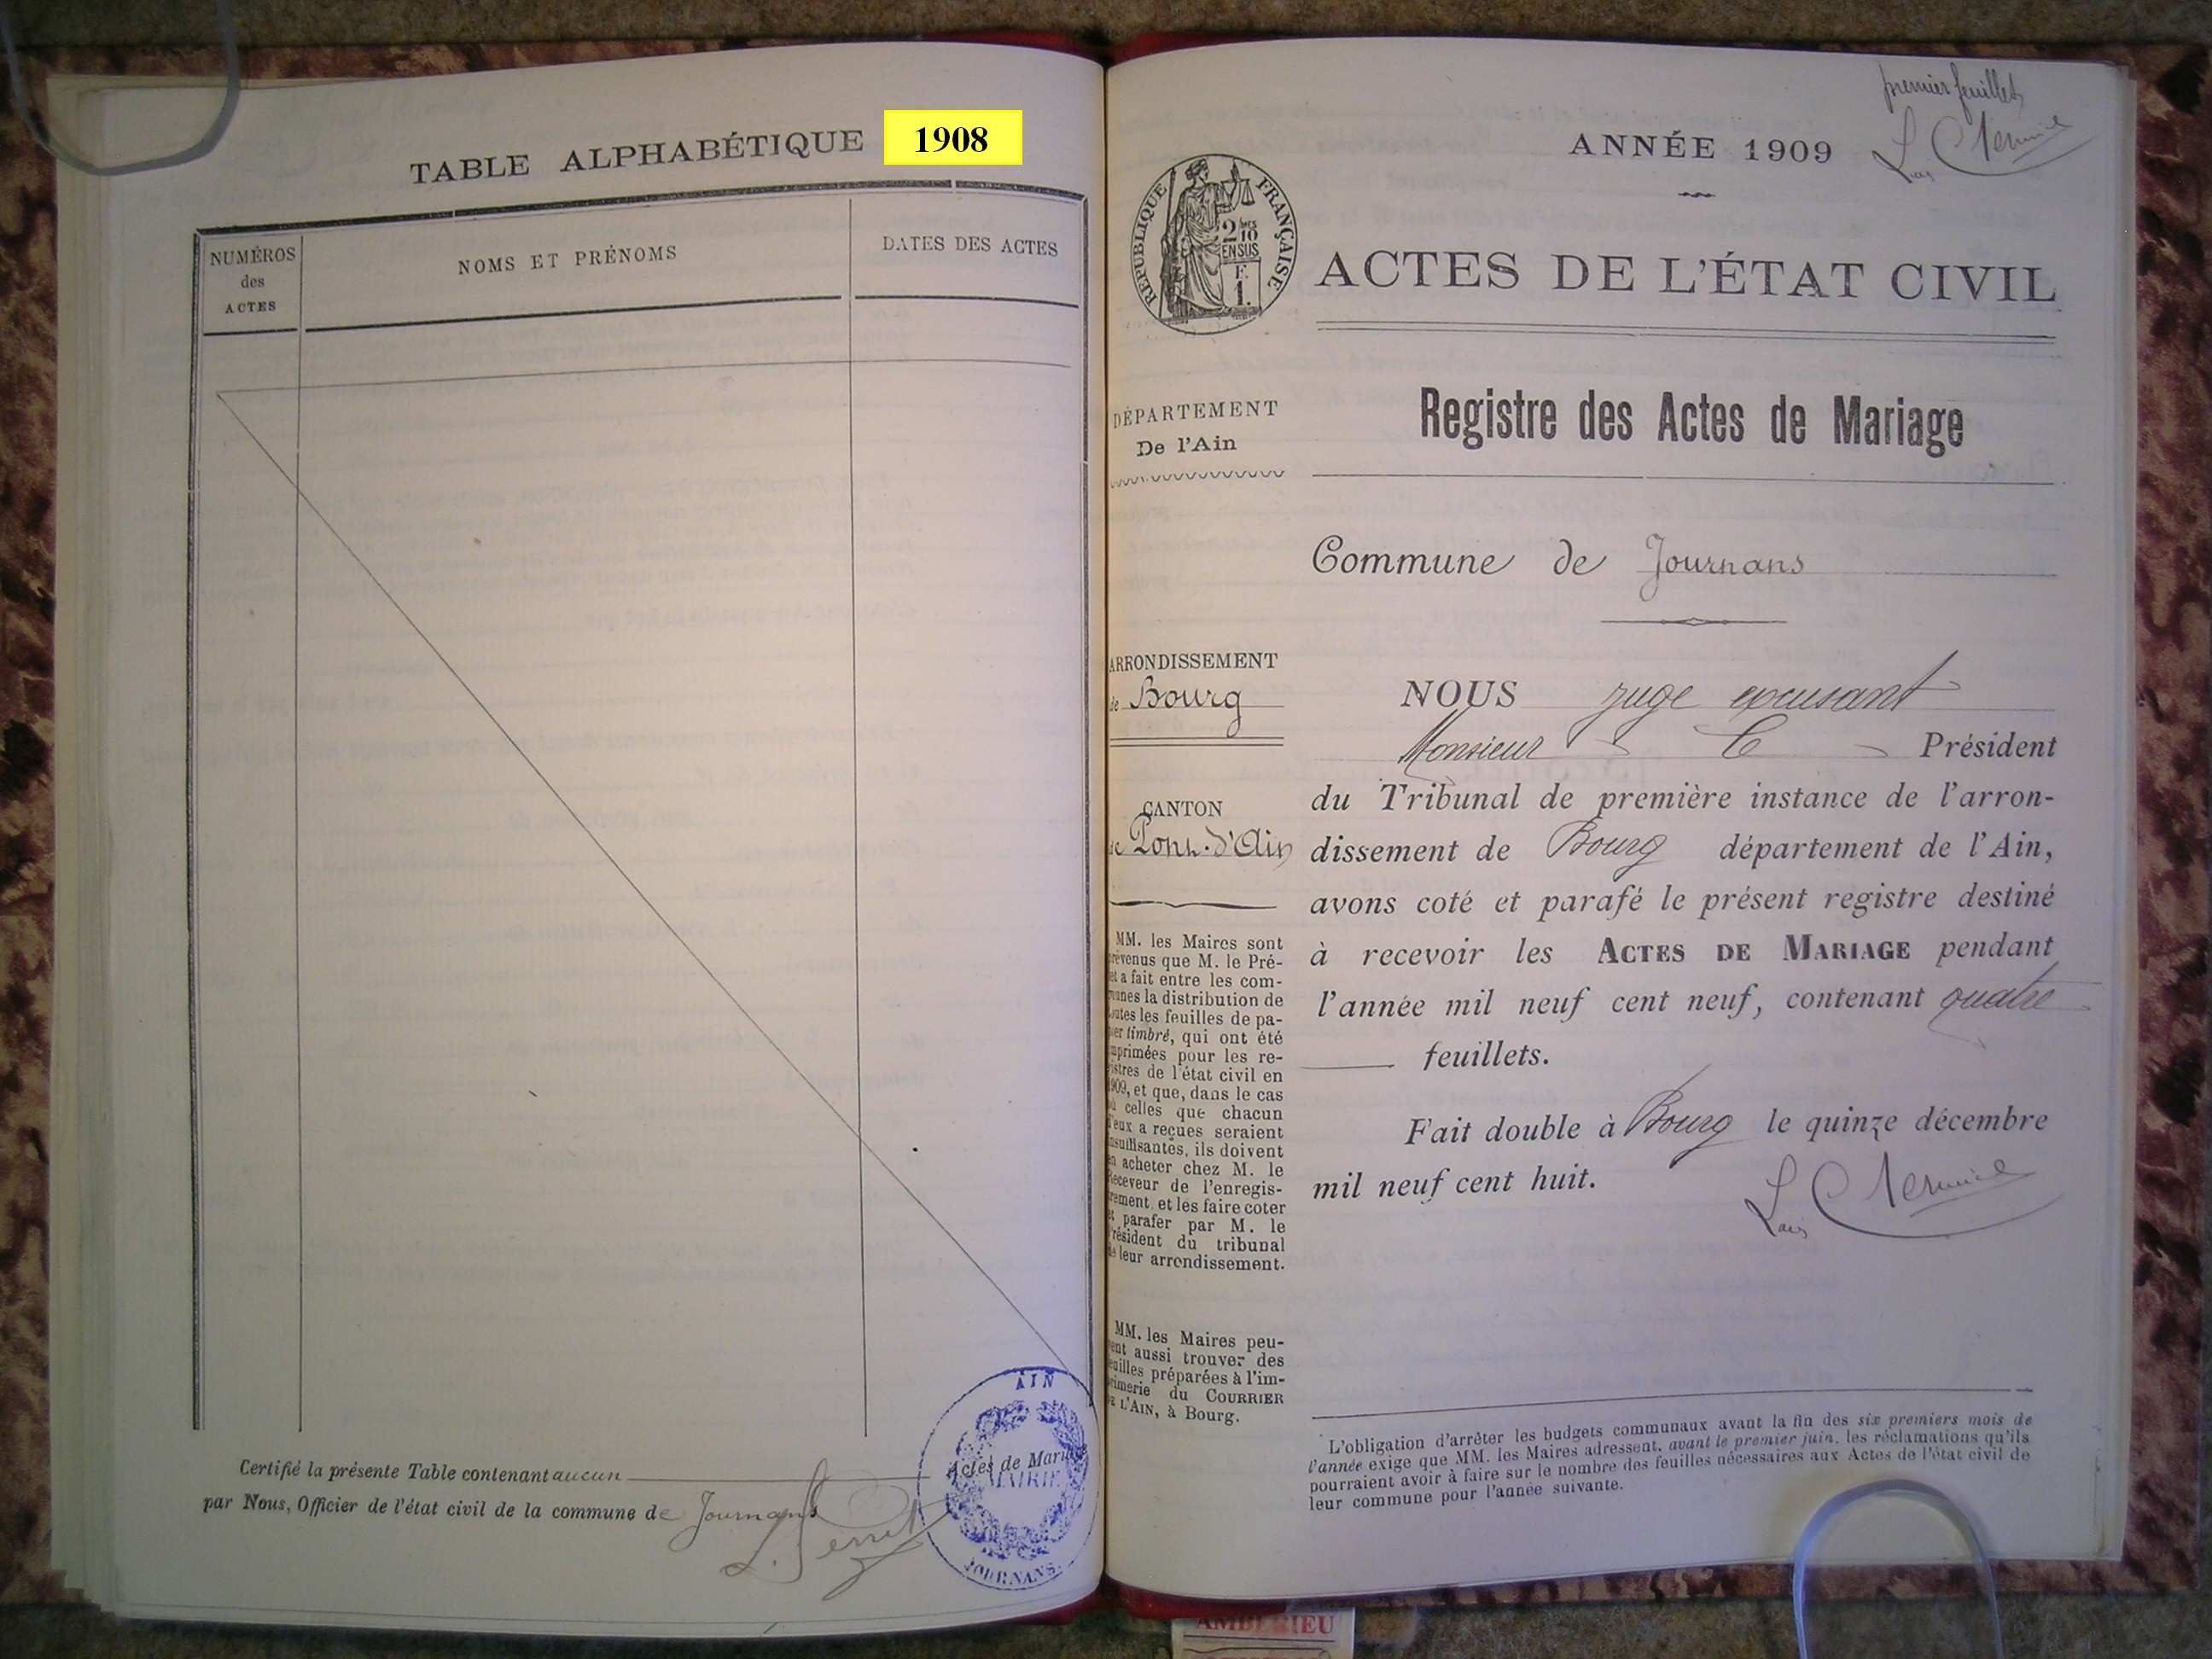 TABLE ALPHABÉTIQUE 1908
NUMÉROS
des
ACTES
NOMS ET PRÉNOMS
DATES DES ACTES
Certifié la présente Table contenant aucun
par Nous, Officier de l'état civil de la commune de Journans
L. Perret
AIN
Actes de Mari
MAIRIE
JOURNANS
premier feuillet
ANNÉE 1909
RÉPUBLIQUE FRANÇAISE
2/10
EN SUS
F.
1.
ACTES DE L'ÉTAT CIVIL
DÉPARTEMENT
De l'Ain
Registre des Actes de Mariage
Commune de Journans
ARRONDISSEMENT
de Bourg
CANTON
de Pont-d'Ain
MM. les Maires sont
prévenus que M. le Pré-
fet a fait entre les com-
munes la distribution de
toutes les feuilles de pa-
pier timbré, qui ont été
imprimées pour les re-
gistres de l'état civil en
1909, et que, dans le cas
où celles que chacun
d'eux a reçues seraient
insuffisantes, ils doivent
en acheter chez M. le
Receveur de l'enregis-
trement, et les faire coter
et parafer par M. le
Président du tribunal
de leur arrondissement.
MM. les Maires peu-
vent aussi trouver des
feuilles préparées à l'im-
primerie du COURRIER
DE L'AIN, à Bourg.
NOUS juge excusant
Monsieur Le Président
du Tribunal de première instance de l'arron-
dissement de Bourg département de l'Ain,
avons coté et parafé le présent registre destiné
à recevoir les ACTES DE MARIAGE pendant
l'année mil neuf cent neuf, contenant quatre
feuillets.
Fait double à Bourg le quinze décembre
mil neuf cent huit.
L'obligation d'arrêter les budgets communaux avant la fin des six premiers mois de
l'année exige que MM. les Maires adressent, avant le premier juin, les réclamations qu'ils
pourraient avoir à faire sur le nombre des feuilles nécessaires aux Actes de l'état civil de
leur commune pour l'année suivante.
AMBERIEU